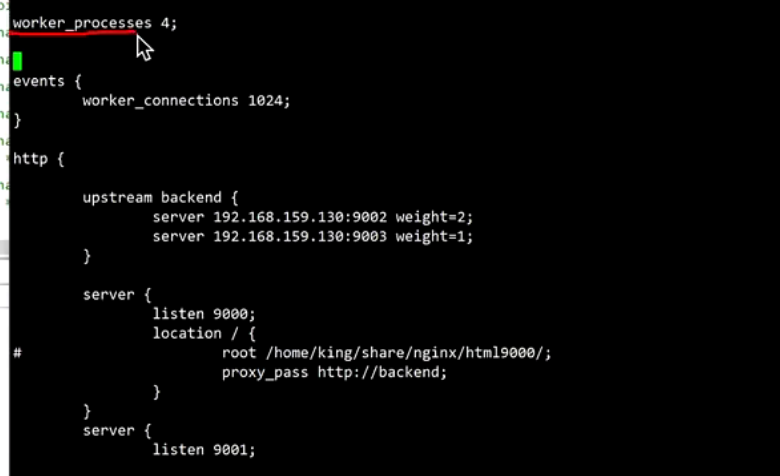 worker_processes 4;
events {
worker_connections 1024;
}
http {
upstream backend {
server 192.168.159.130:9002 weight=2;
server 192.168.159.130:9003 weight=1;
}
server {
listen 9000;
location / {
# root /home/king/share/nginx/html9000/;
proxy_pass http://backend;
}
}
server {
listen 9001;